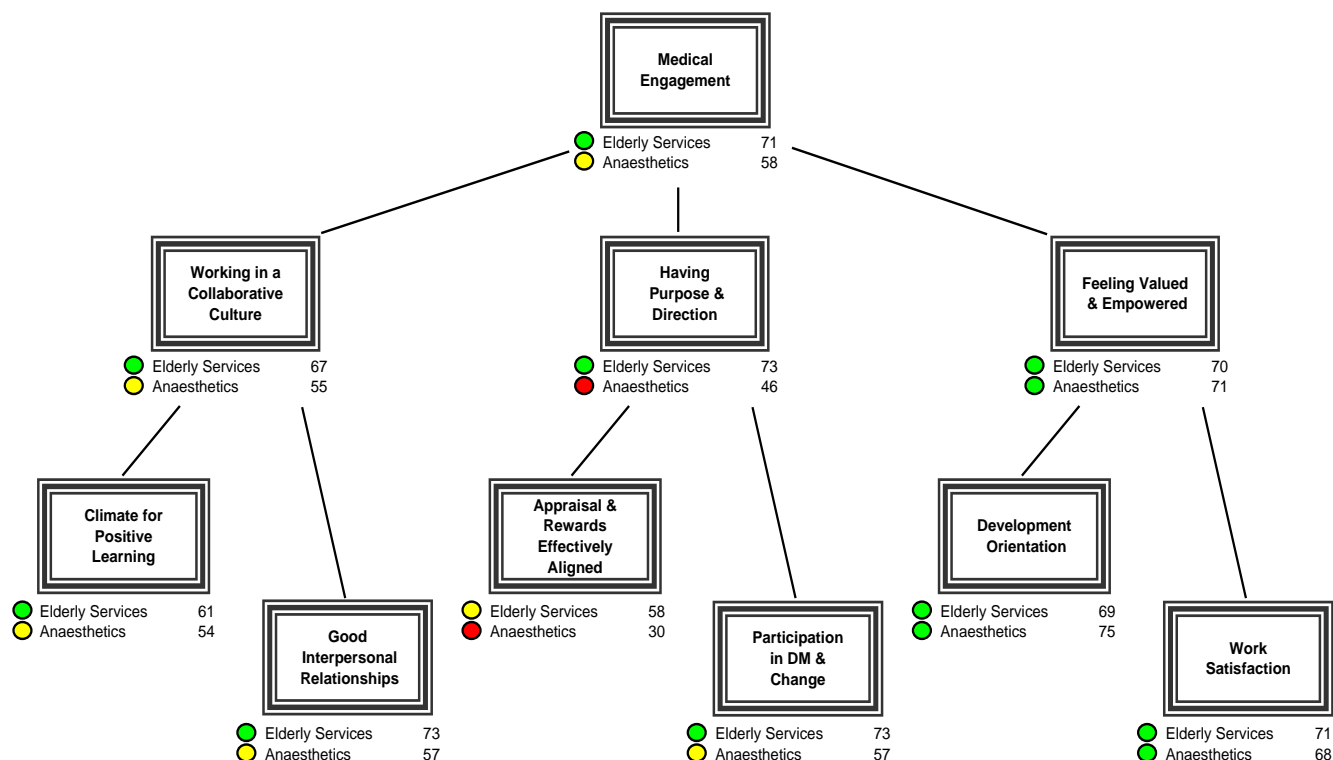 Medical
Engagement
Elderly Services 71
Anaesthetics 58
Working in a
Collaborative
Culture
Elderly Services 67
Anaesthetics 55
Having
Purpose &
Direction
Elderly Services 73
Anaesthetics 46
Feeling Valued
& Empowered
Elderly Services 70
Anaesthetics 71
Climate for
Positive
Learning
Elderly Services 61
Anaesthetics 54
Good
Interpersonal
Relationships
Elderly Services 73
Anaesthetics 57
Appraisal &
Rewards
Effectively
Aligned
Elderly Services 58
Anaesthetics 30
Participation
in DM &
Change
Elderly Services 73
Anaesthetics 57
Development
Orientation
Elderly Services 69
Anaesthetics 75
Work
Satisfaction
Elderly Services 71
Anaesthetics 68